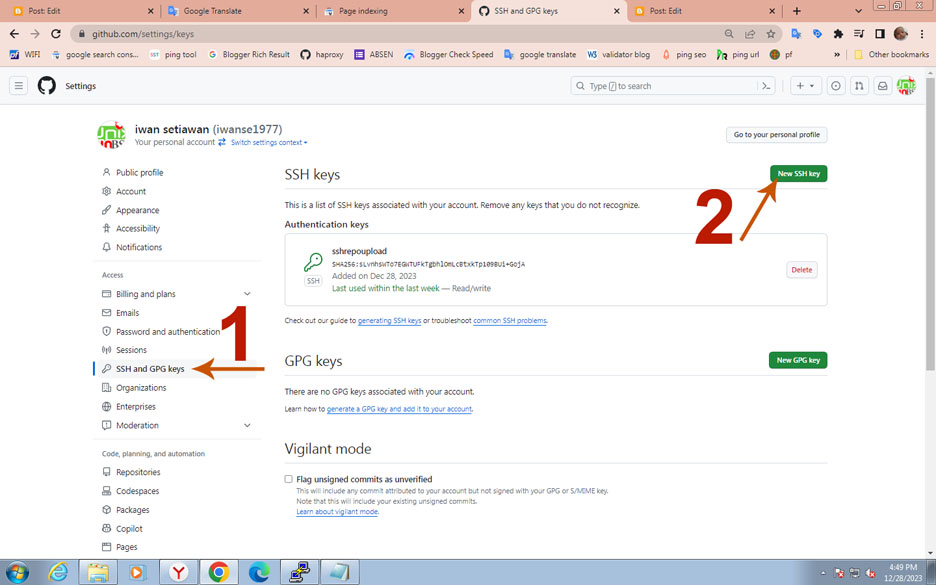 Post: Edit
Google Translate
Page indexing
SSH and GPG keys
Post: Edit
github.com/settings/keys
WIFI
google search cons...
ping tool
Blogger Rich Result
haproxy
ABSEN
Blogger Check Speed
google translate
validator blog
ping seo
ping url
pf
»
Other bookmarks
Settings
Type / to search
iwan setiawan (iwanse1977)
Your personal account Switch settings context
Go to your personal profile
Public profile
Account
Appearance
Accessibility
Notifications
Access
Billing and plans
Emails
Password and authentication
Sessions
SSH and GPG keys
Organizations
Enterprises
Moderation
Code, planning, and automation
Repositories
Codespaces
Packages
Copilot
Pages
1
SSH keys
New SSH key
2
This is a list of SSH keys associated with your account. Remove any keys that you do not recognize.
Authentication keys
sshrepoupload
SSH
Added on Dec 28, 2023
Last used within the last week — Read/write
Delete
Check out our guide to generating SSH keys or troubleshoot common SSH problems.
GPG keys
New GPG key
There are no GPG keys associated with your account.
Learn how to generate a GPG key and add it to your account.
Vigilant mode
Flag unsigned commits as unverified
This will include any commit attributed to your account but not signed with your GPG or S/MIME key.
Note that this will include your existing unsigned commits.
Learn about vigilant mode.
4:49 PM
12/28/2023